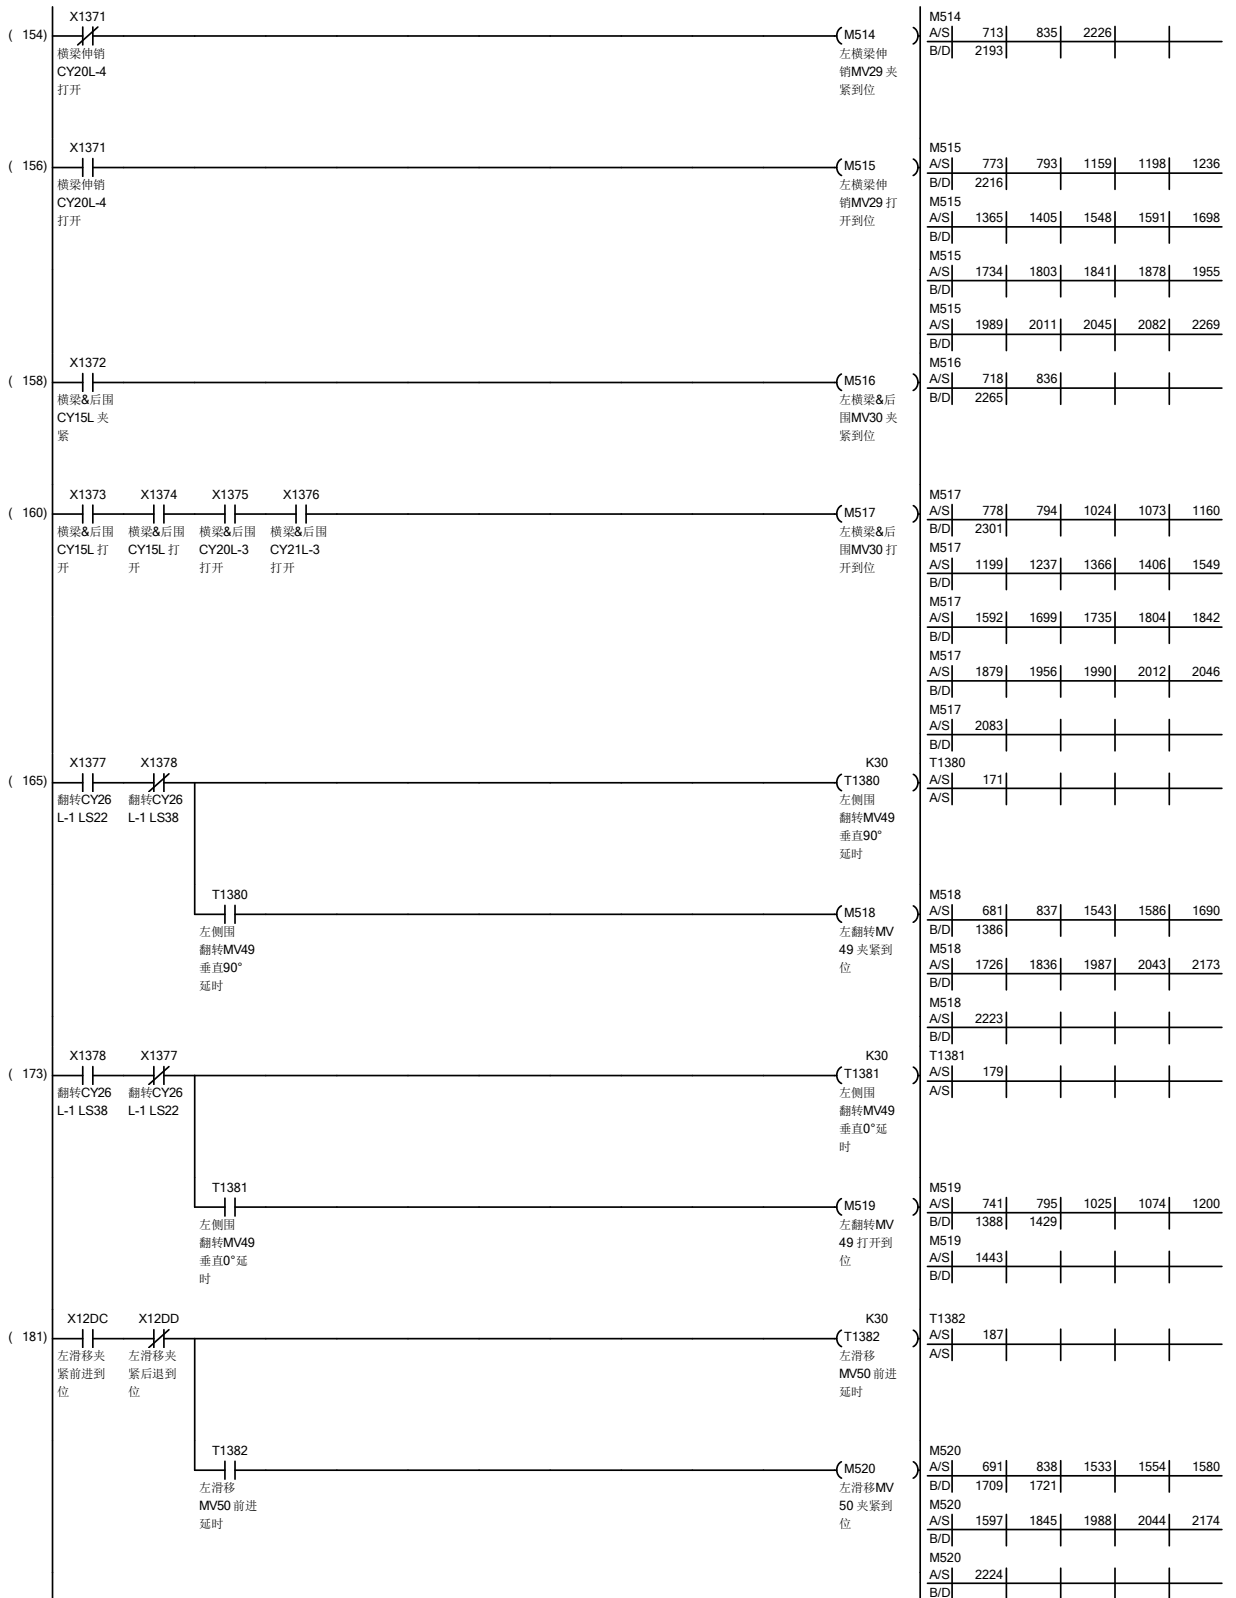 X1371
( 154)
横梁伸销
CY20L-4
打开
M514
左横梁伸
销MV29 夹
紧到位
M514
A/S 713 835 2226
B/D 2193
X1371
( 156)
横梁伸销
CY20L-4
打开
M515
左横梁伸
销MV29 打
开到位
M515
A/S 773 793 1159 1198 1236
B/D 2216
M515
A/S 1365 1405 1548 1591 1698
B/D
M515
A/S 1734 1803 1841 1878 1955
B/D
M515
A/S 1989 2011 2045 2082 2269
B/D
X1372
( 158)
横梁&后围
CY15L 夹
紧
M516
左横梁&后
围MV30 夹
紧到位
M516
A/S 718 836
B/D 2265
X1373 X1374 X1375 X1376
( 160)
横梁&后围 横梁&后围 横梁&后围 横梁&后围
CY15L 打 CY15L 打 CY20L-3 CY21L-3
开 开 打开 打开
M517
左横梁&后
围MV30 打
开到位
M517
A/S 778 794 1024 1073 1160
B/D 2301
M517
A/S 1199 1237 1366 1406 1549
B/D
M517
A/S 1592 1699 1735 1804 1842
B/D
M517
A/S 1879 1956 1990 2012 2046
B/D
M517
A/S 2083
B/D
X1377 X1378
( 165)
翻转CY26 翻转CY26
L-1 LS22 L-1 LS38
K30
T1380
左侧围
翻转MV49
垂直90°
延时
T1380
A/S 171
A/S
T1380
左侧围
翻转MV49
垂直90°
延时
M518
左翻转MV
49 夹紧到
位
M518
A/S 681 837 1543 1586 1690
B/D 1386
M518
A/S 1726 1836 1987 2043 2173
B/D
M518
A/S 2223
B/D
X1378 X1377
( 173)
翻转CY26 翻转CY26
L-1 LS38 L-1 LS22
K30
T1381
左侧围
翻转MV49
垂直0°延
时
T1381
A/S 179
A/S
T1381
左侧围
翻转MV49
垂直0°延
时
M519
左翻转MV
49 打开到
位
M519
A/S 741 795 1025 1074 1200
B/D 1388 1429
M519
A/S 1443
B/D
X12DC X12DD
( 181)
左滑移夹 左滑移夹
紧前进到 紧后退到
位 位
K30
T1382
左滑移
MV50 前进
延时
T1382
A/S 187
A/S
T1382
左滑移
MV50 前进
延时
M520
左滑移MV
50 夹紧到
位
M520
A/S 691 838 1533 1554 1580
B/D 1709 1721
M520
A/S 1597 1845 1988 2044 2174
B/D
M520
A/S 2224
B/D